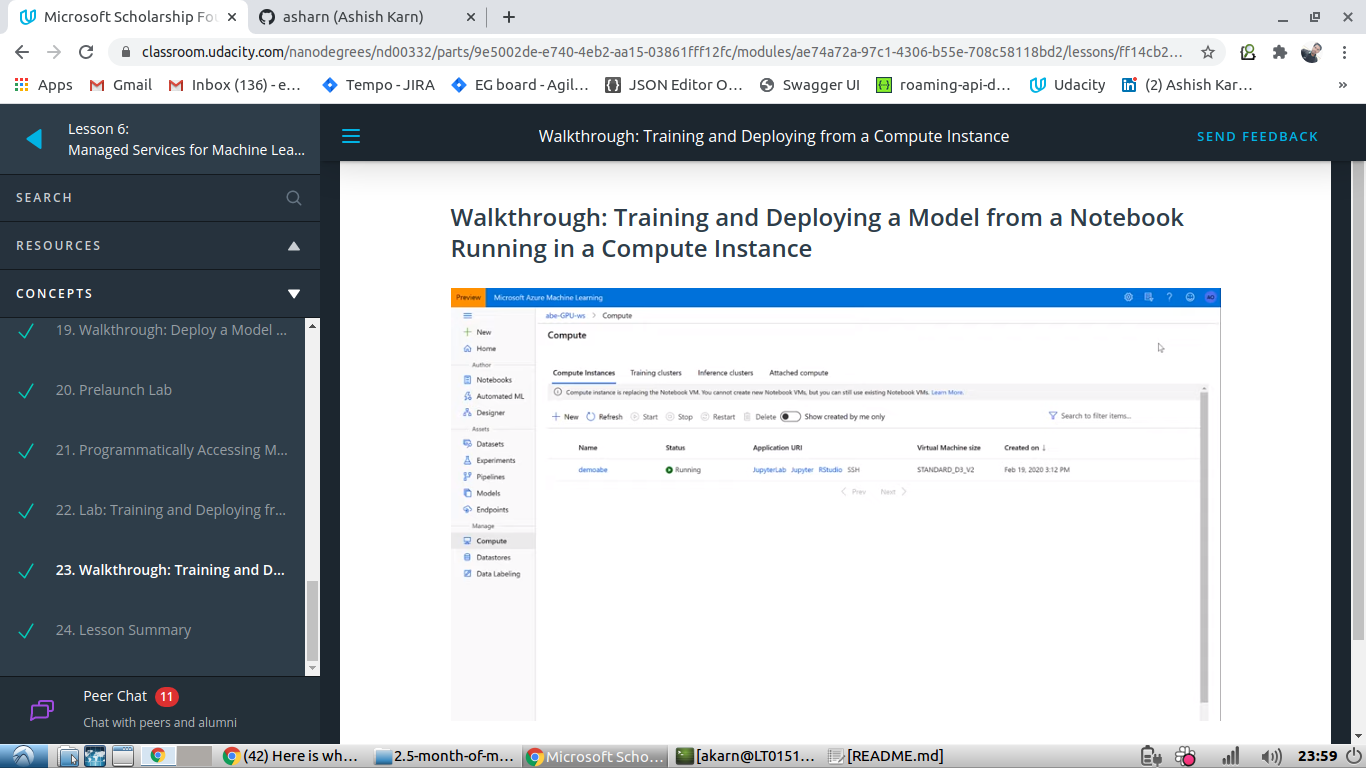 Microsoft Scholarship Fou
asharn (Ashish Karn)
classroom.udacity.com/nanodegrees/nd00332/parts/9e5002de-e740-4eb2-aa15-03861fff12fc/modules/ae74a72a-97c1-4306-b55e-708c58118bd2/lessons/ff14cb2...
Apps Gmail Inbox (136) - e... Tempo - JIRA EG board - Agil... JSON Editor O... Swagger UI roaming-api-d... Udacity (2) Ashish Kar... »
Lesson 6:
Managed Services for Machine Lea...
Walkthrough: Training and Deploying from a Compute Instance
SEND FEEDBACK
SEARCH
RESOURCES
CONCEPTS
19. Walkthrough: Deploy a Model ...
20. Prelaunch Lab
21. Programmatically Accessing M...
22. Lab: Training and Deploying fr...
23. Walkthrough: Training and D...
24. Lesson Summary
Peer Chat 11
Chat with peers and alumni
Walkthrough: Training and Deploying a Model from a Notebook
Running in a Compute Instance
Preview Microsoft Azure Machine Learning AO
New
Home
Author
Notebooks
Automated ML
Designer
Assets
Datasets
Experiments
Pipelines
Models
Endpoints
Manage
Compute
Datastores
Data Labeling
abe-GPU-ws > Compute
Compute
Compute Instances Training clusters Inference clusters Attached compute
Compute instance is replacing the Notebook VM. You cannot create new Notebook VMs, but you can still use existing Notebook VMs. Learn More.
New Refresh Start Stop Restart Delete Show created by me only Search to filter items...
Name Status Application URI Virtual Machine size Created on ↓
demoabe Running JupyterLab Jupyter RStudio SSH STANDARD_D3_V2 Feb 19, 2020 3:12 PM
< Prev Next >
(42) Here is wh... 2.5-month-of-m... Microsoft Scho... [akarn@LT0151... [README.md] 23:59